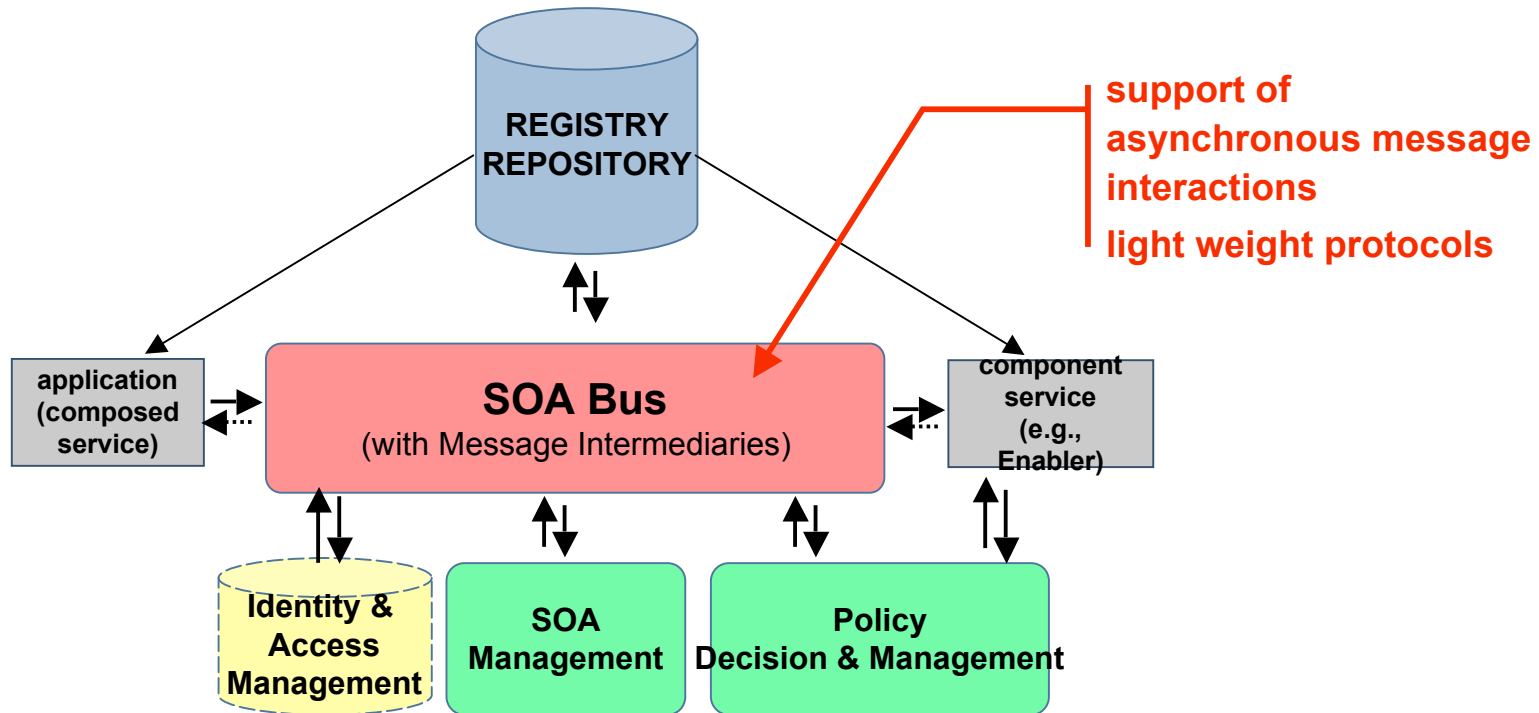 REGISTRY
REPOSITORY
support of
asynchronous message
interactions
light weight protocols
application
(composed
service)
SOA Bus
(with Message Intermediaries)
component
service
(e.g.,
Enabler)
Identity &
Access
Management
SOA
Management
Policy
Decision & Management